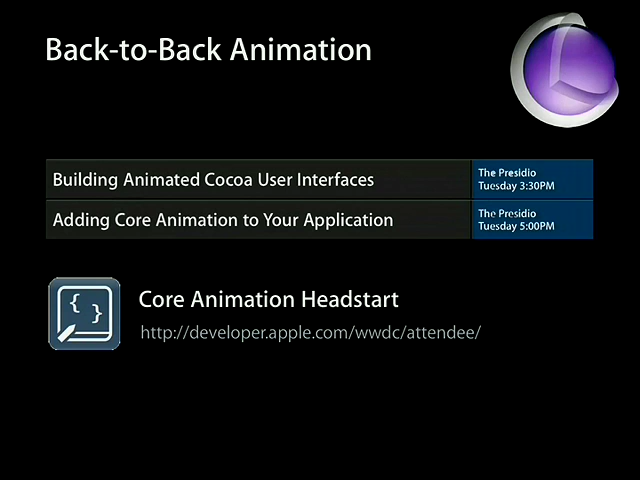 Back-to-Back Animation
Building Animated Cocoa User Interfaces
The Presidio
Tuesday 3:30PM
Adding Core Animation to Your Application
The Presidio
Tuesday 5:00PM
{ }
Core Animation Headstart
http://developer.apple.com/wwdc/attendee/